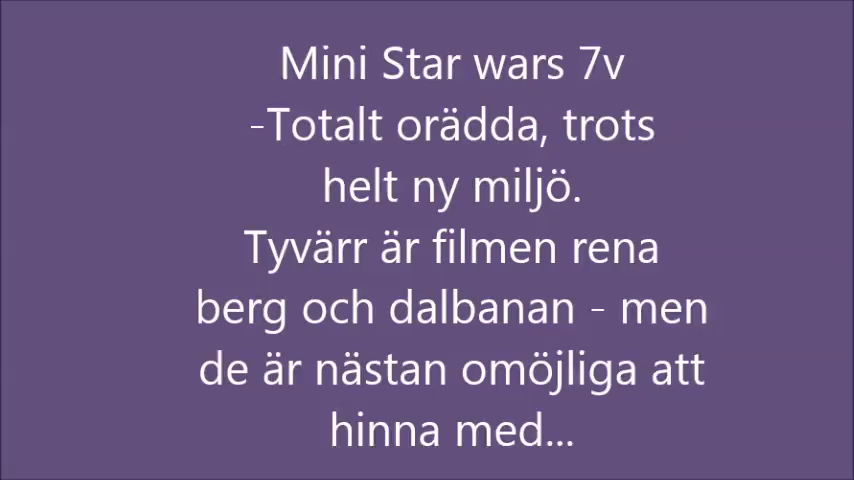 Mini Star wars 7v
-Totalt orädda, trots
helt ny miljö.
Tyvärr är filmen rena
berg och dalbanan - men
de är nästan omöjliga att
hinna med...